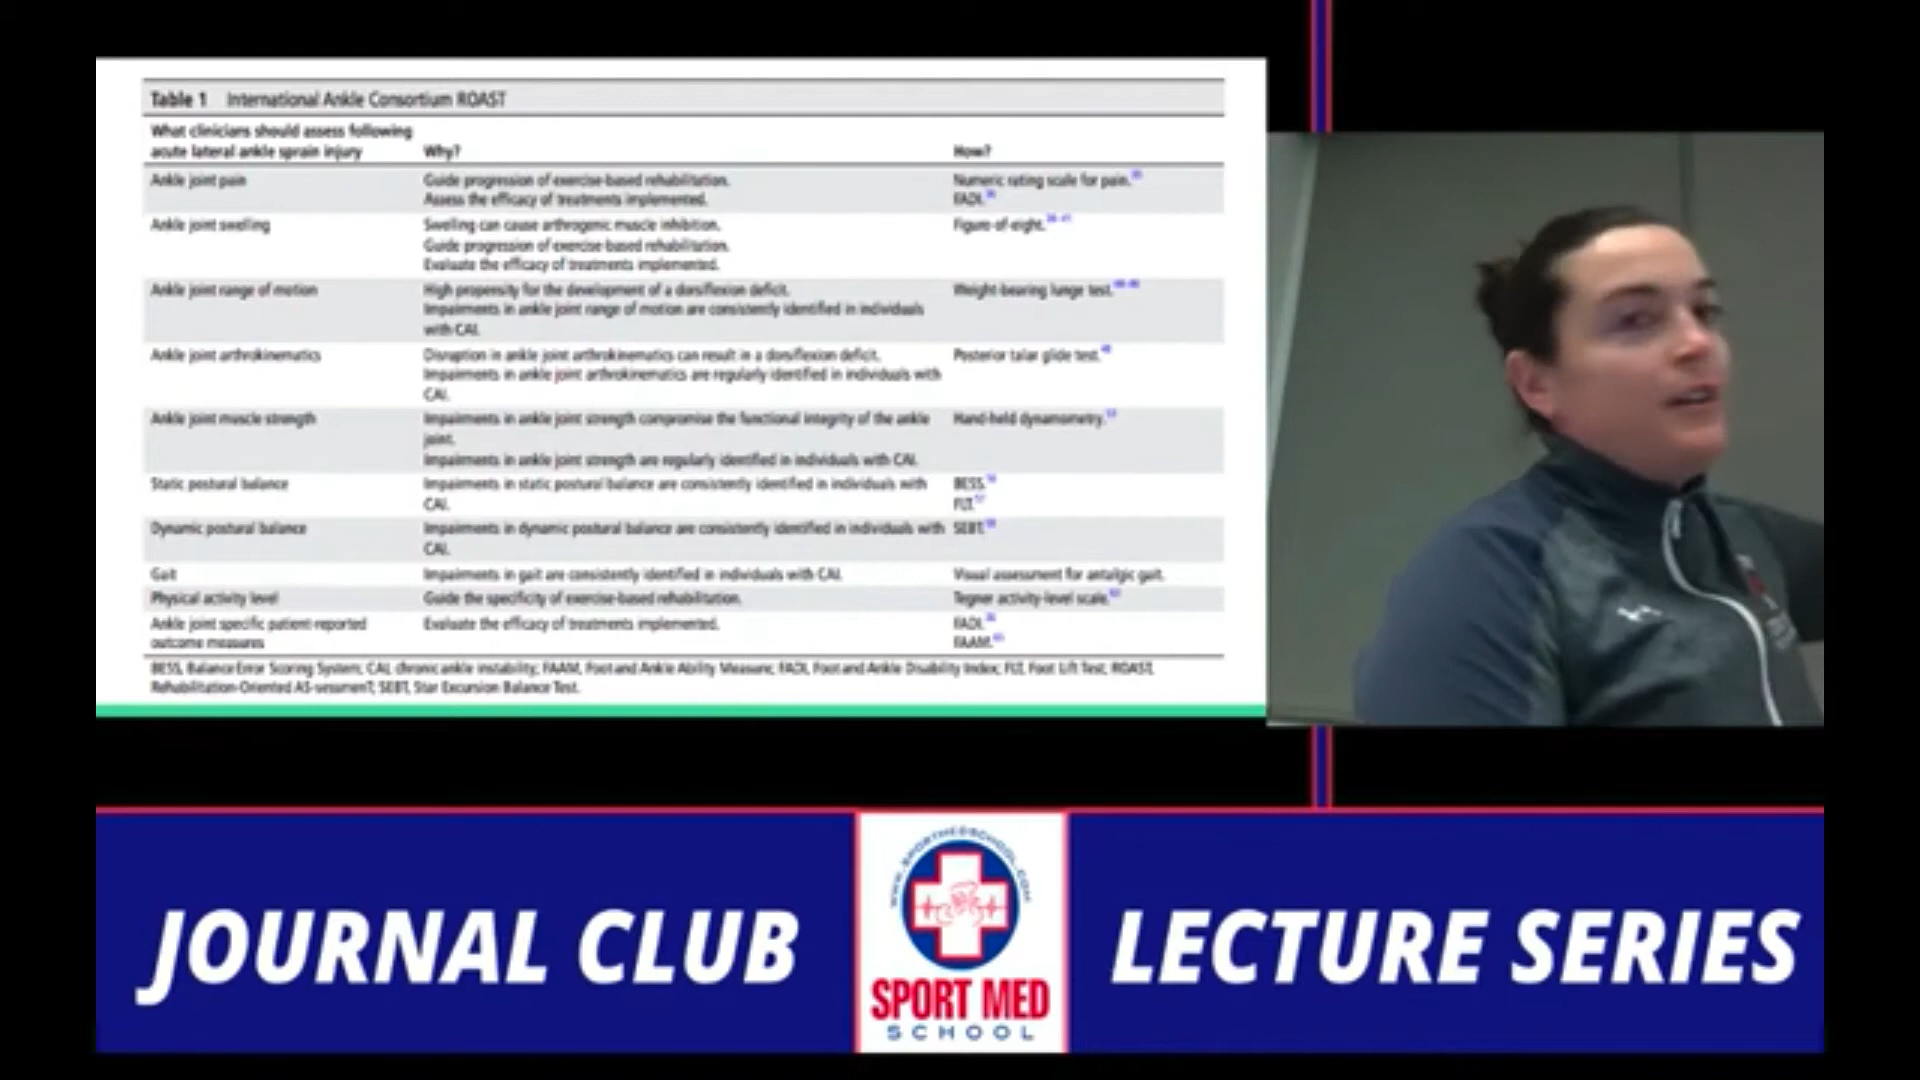 Table 1 International Ankle Consortium ROAST
What clinicians should assess following
acute lateral ankle sprain injury Why? How?
Ankle joint pain Guide progression of exercise-based rehabilitation. Numeric rating scale for pain.
Assess the efficacy of treatments implemented. FADI.
Ankle joint swelling Swelling can cause arthrogenic muscle inhibition. Figure-of-eight.
Guide progression of exercise-based rehabilitation.
Evaluate the efficacy of treatments implemented.
Ankle joint range of motion High propensity for the development of a dorsiflexion deficit. Weight-bearing lunge test.
Impairments in ankle joint range of motion are consistently identified in individuals
with CAI.
Ankle joint arthrokinematics Disruption in ankle joint arthrokinematics can result in a dorsiflexion deficit. Posterior talar glide test.
Impairments in ankle joint arthrokinematics are regularly identified in individuals with
CAI.
Ankle joint muscle strength Impairments in ankle joint strength compromise the functional integrity of the ankle Hand-held dynamometry.
joint.
Impairments in ankle joint strength are regularly identified in individuals with CAI.
Static postural balance Impairments in static postural balance are consistently identified in individuals with BESS.
CAI. FLT.
Dynamic postural balance Impairments in dynamic postural balance are consistently identified in individuals with SEBT.
CAI.
Gait Impairments in gait are consistently identified in individuals with CAI. Visual assessment for antalgic gait.
Physical activity level Guide the specificity of exercise-based rehabilitation. Tegner activity-level scale.
Ankle joint specific patient-reported Evaluate the efficacy of treatments implemented. FADI.
outcome measures FAAM.
BESS, Balance Error Scoring System; CAI, chronic ankle instability; FAAM, Foot and Ankle Ability Measure; FADI, Foot and Ankle Disability Index; FLT, Foot Lift Test; ROAST,
Rehabilitation-Oriented AS-sessmenT; SEBT, Star Excursion Balance Test.
JOURNAL CLUB
WWW.SPORTMEDSCHOOL.COM
SPORT MED
SCHOOL
LECTURE SERIES